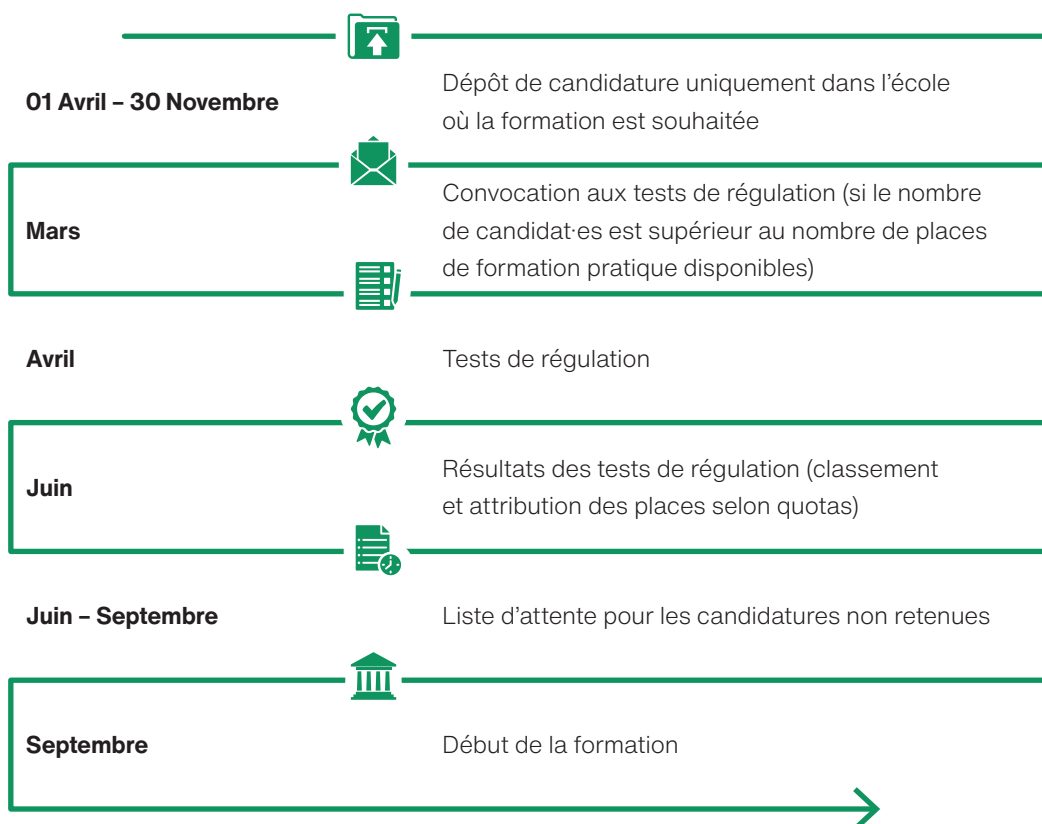 01 Avril – 30 Novembre
Dépôt de candidature uniquement dans l’école
où la formation est souhaitée
Mars
Convocation aux tests de régulation (si le nombre
de candidat·es est supérieur au nombre de places
de formation pratique disponibles)
Avril
Tests de régulation
Juin
Résultats des tests de régulation (classement
et attribution des places selon quotas)
Juin – Septembre
Liste d’attente pour les candidatures non retenues
Septembre
Début de la formation